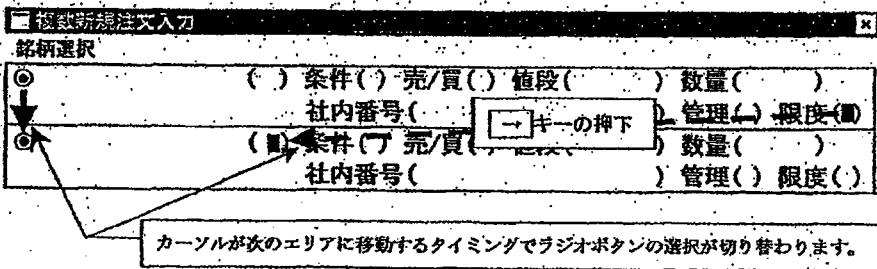 複数新規注文入力
銘柄選択
( ) 条件( ) 売/買( ) 値段( ) 数量( )
社内番号( ) 管理( ) 限度( )
→ キーの押下
( ) 条件( ) 売/買( ) 値段( ) 数量( )
社内番号( ) 管理( ) 限度( )
カーソルが次のエリアに移動するタイミングでラジオボタンの選択が切り替わります。